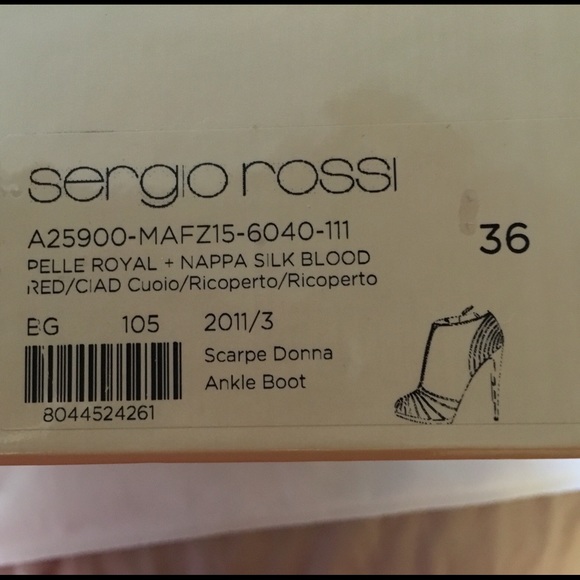 sergio rossi
A25900-MAFZ15-6040-111
36
PELLE ROYAL + NAPPA SILK BLOOD
RED/CIAD Cuoio/Ricoperto/Ricoperto
BG 105 2011/3
Scarpe Donna
Ankle Boot
8044524261